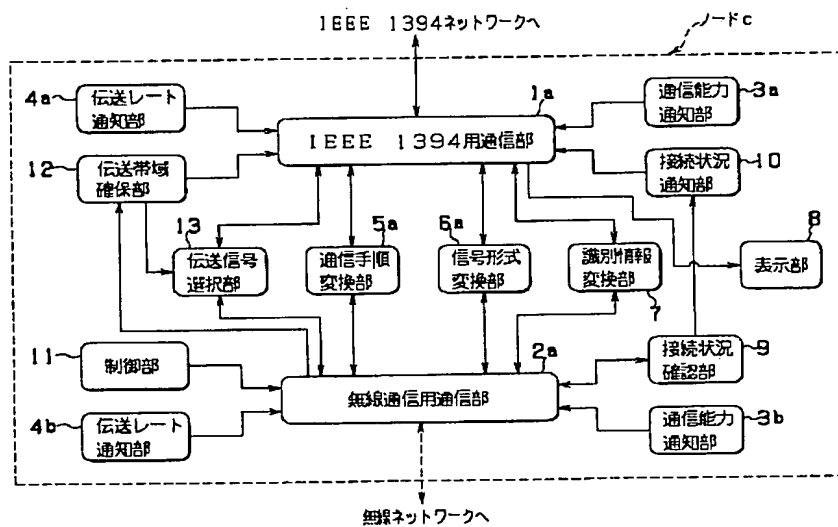 IEEE 1394ネットワークへ
ノードc
4a
伝送レート
通知部
1a
IEEE 1394用通信部
通信能力
通知部
3a
12
伝送帯域
確保部
接続状況
通知部
10
13
伝送信号
選択部
5a
通信手順
変換部
6a
信号形式
変換部
識別情報
変換部
7
8
表示部
11
制御部
2a
無線通信用通信部
接続状況
確認部
9
4b
伝送レート
通知部
通信能力
通知部
3b
無線ネットワークへ